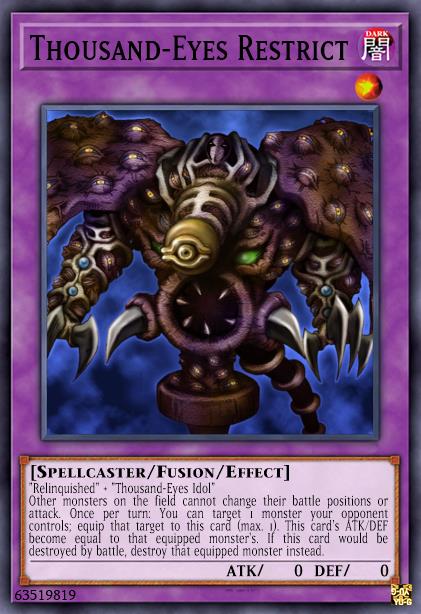 Thousand-Eyes Restrict
DARK
闇
[Spellcaster/Fusion/Effect]
"Relinquished" + "Thousand-Eyes Idol"
Other monsters on the field cannot change their battle positions or
attack. Once per turn: You can target 1 monster your opponent
controls; equip that target to this card (max. 1). This card's ATK/DEF
become equal to that equipped monster's. If this card would be
destroyed by battle, destroy that equipped monster instead.
ATK/ 0 DEF/ 0
63519819